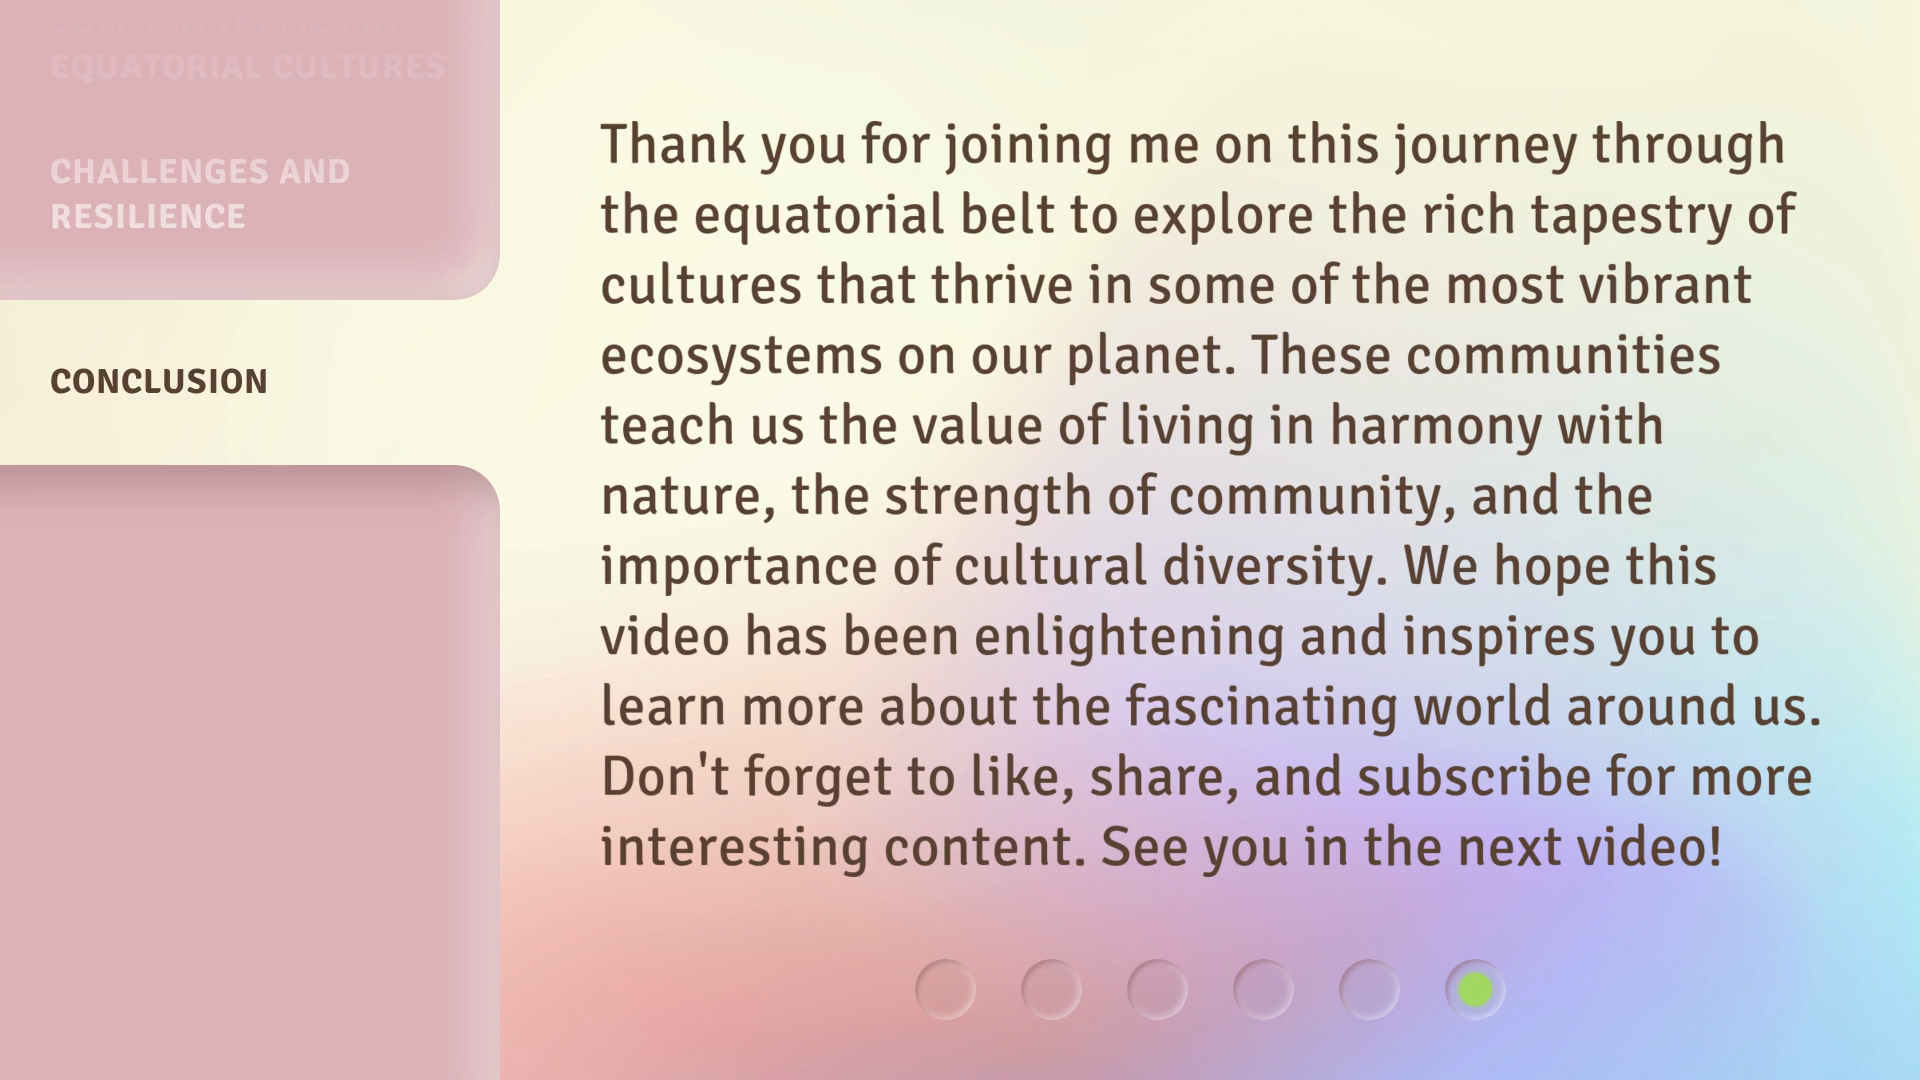 COMMON THEMES IN
EQUATORIAL CULTURES
CHALLENGES AND
RESILIENCE
CONCLUSION
Thank you for joining me on this journey through
the equatorial belt to explore the rich tapestry of
cultures that thrive in some of the most vibrant
ecosystems on our planet. These communities
teach us the value of living in harmony with
nature, the strength of community, and the
importance of cultural diversity. We hope this
video has been enlightening and inspires you to
learn more about the fascinating world around us.
Don't forget to like, share, and subscribe for more
interesting content. See you in the next video!